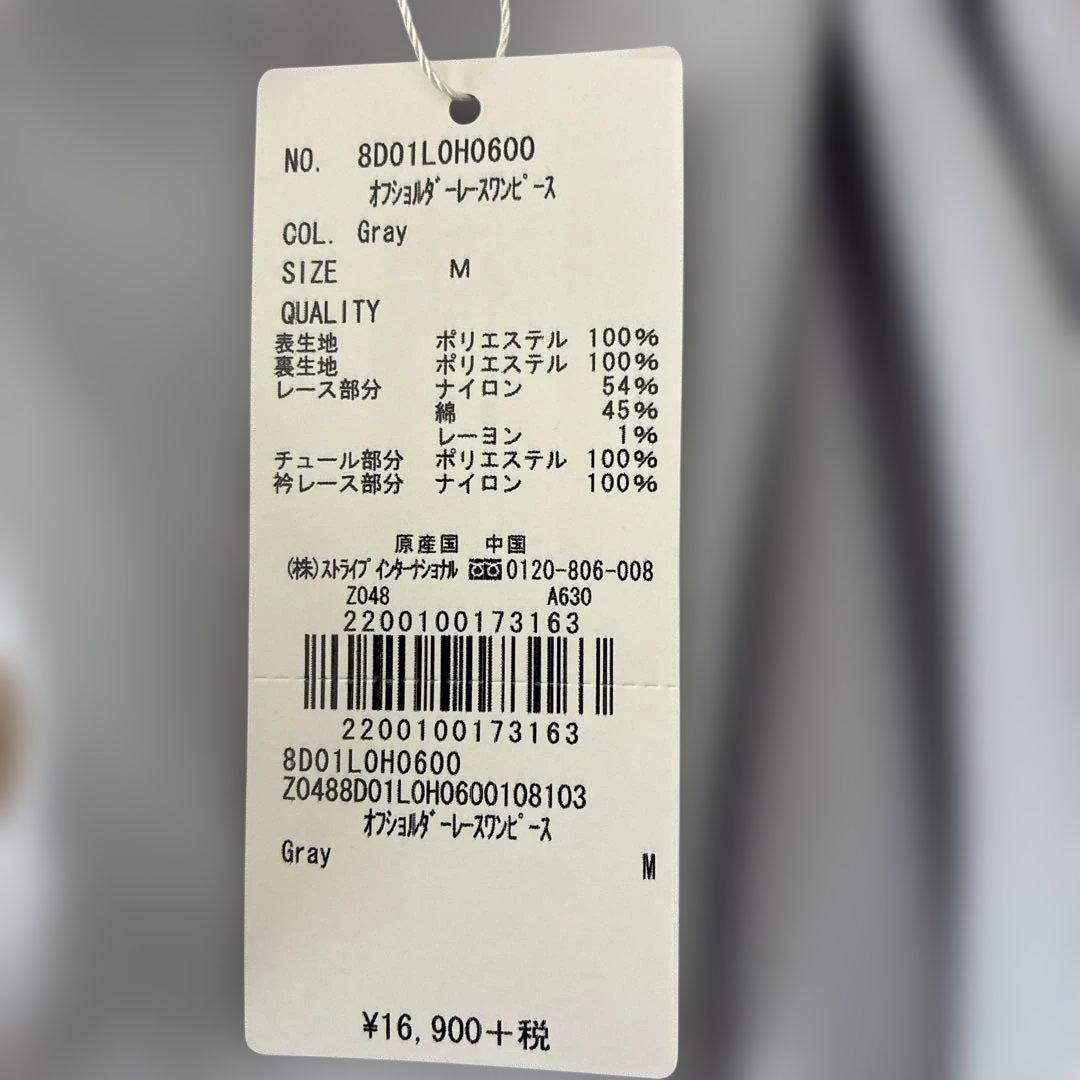 NO. 8D01L0H0600
ｵﾌｼｮﾙﾀﾞｰﾚｰｽﾜﾝﾋﾟｰｽ
COL. Gray
SIZE M
QUALITY
表生地 ポリエステル 100%
裏生地 ポリエステル 100%
レース部分 ナイロン 54%
綿 45%
レーヨン 1%
チュール部分 ポリエステル 100%
衿レース部分 ナイロン 100%
原産国 中国
(株)ｽﾄﾗｲﾌﾟ ｲﾝﾀｰﾅｼｮﾅﾙ 0120-806-008
Z048 A630
2200100173163
2200100173163
8D01L0H0600
Z0488D01L0H0600108103
ｵﾌｼｮﾙﾀﾞｰﾚｰｽﾜﾝﾋﾟｰｽ
Gray M
¥16,900+税